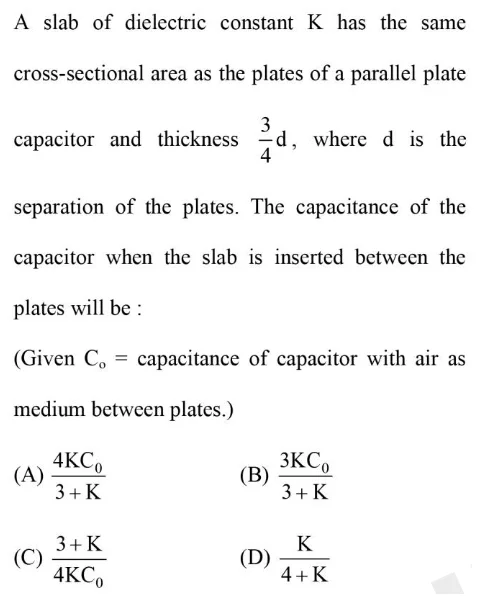 A slab of dielectric constant K has the same
cross-sectional area as the plates of a parallel plate
capacitor and thickness 3/4 d, where d is the
separation of the plates. The capacitance of the
capacitor when the slab is inserted between the
plates will be :
(Given C₀ = capacitance of capacitor with air as
medium between plates.)
(A) 4KC₀/3+K (B) 3KC₀/3+K
(C) 3+K/4KC₀ (D) K/4+K